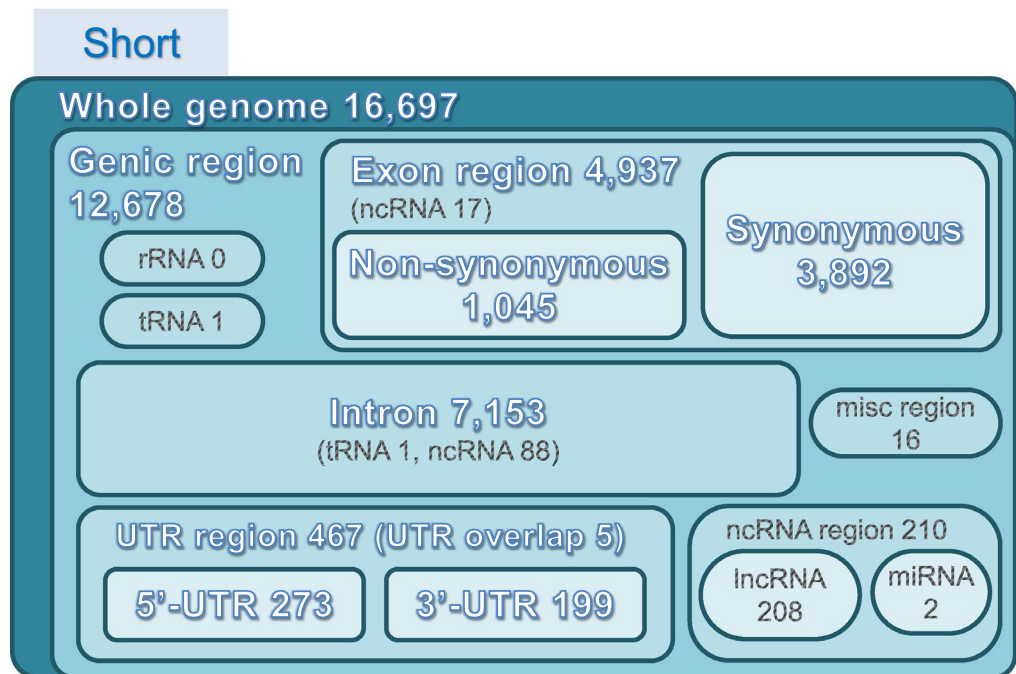 Short
Whole genome 16,697
Genic region
12,678
rRNA 0
tRNA 1
Exon region 4,937
(ncRNA 17)
Non-synonymous
1,045
Synonymous
3,892
Intron 7,153
(tRNA 1, ncRNA 88)
misc region
16
UTR region 467 (UTR overlap 5)
5’-UTR 273
3’-UTR 199
ncRNA region 210
lncRNA
208
miRNA
2